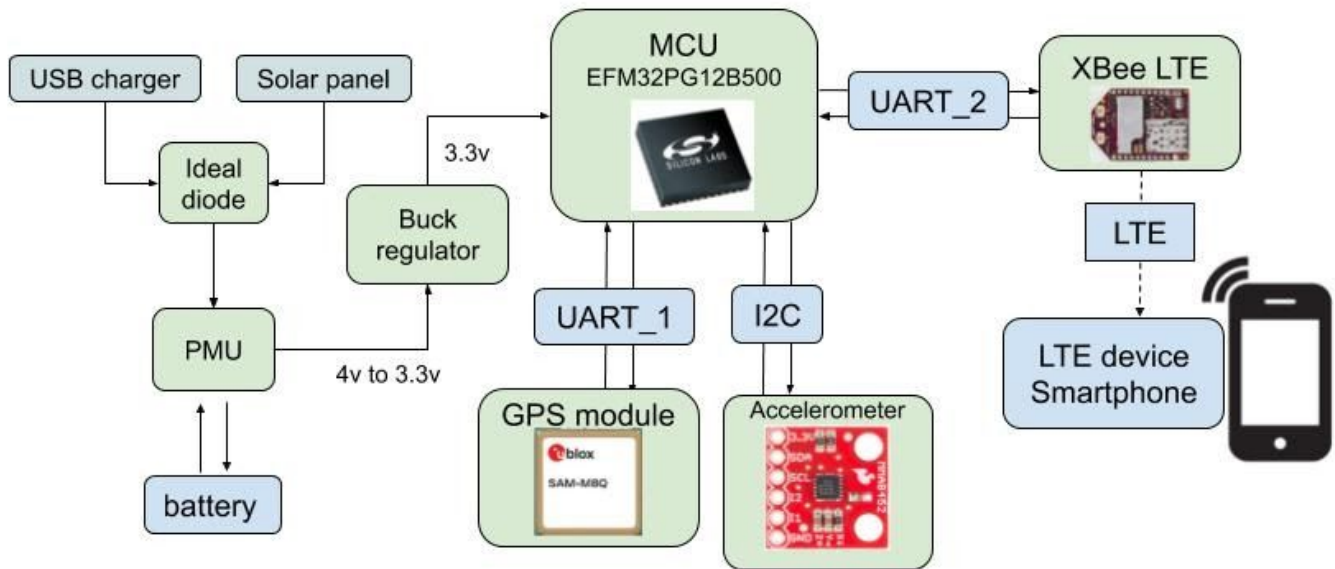 MCU
EFM32PG12B500
SILICON LABS
USB charger
Solar panel
Ideal
diode
3.3v
Buck
regulator
PMU
4v to 3.3v
battery
UART_1
I2C
UART_2
XBee LTE
LTE
LTE device
Smartphone
GPS module
ublox
SAM-M8Q
Accelerometer
3.3V
SDA
SCL
I2
I1
GND
MMA8452